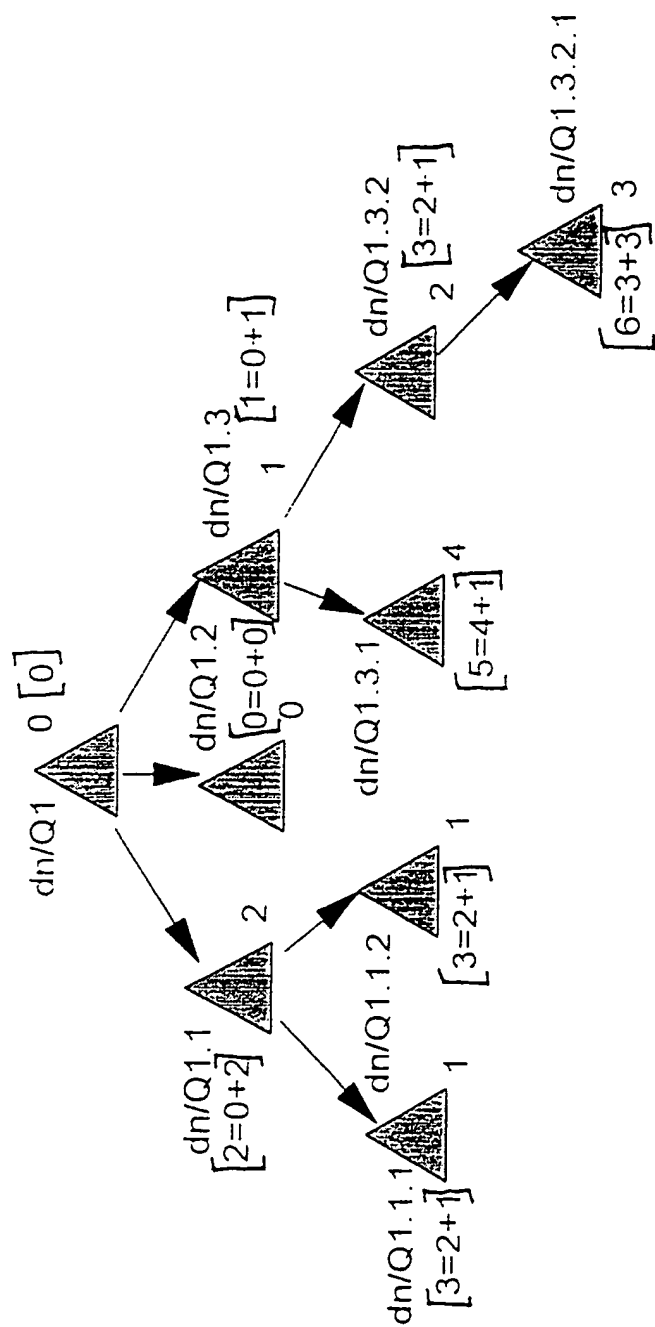 dn/Q1
0 [0]
dn/Q1.1
[2=0+2]
2
dn/Q1.2
[0=0+0]
0
dn/Q1.3
[1=0+1]
1
dn/Q1.1.1
[3=2+1]
1
dn/Q1.1.2
[3=2+1]
1
dn/Q1.3.1
[5=4+1]
4
dn/Q1.3.2
[3=2+1]
2
dn/Q1.3.2.1
[6=3+3]
3